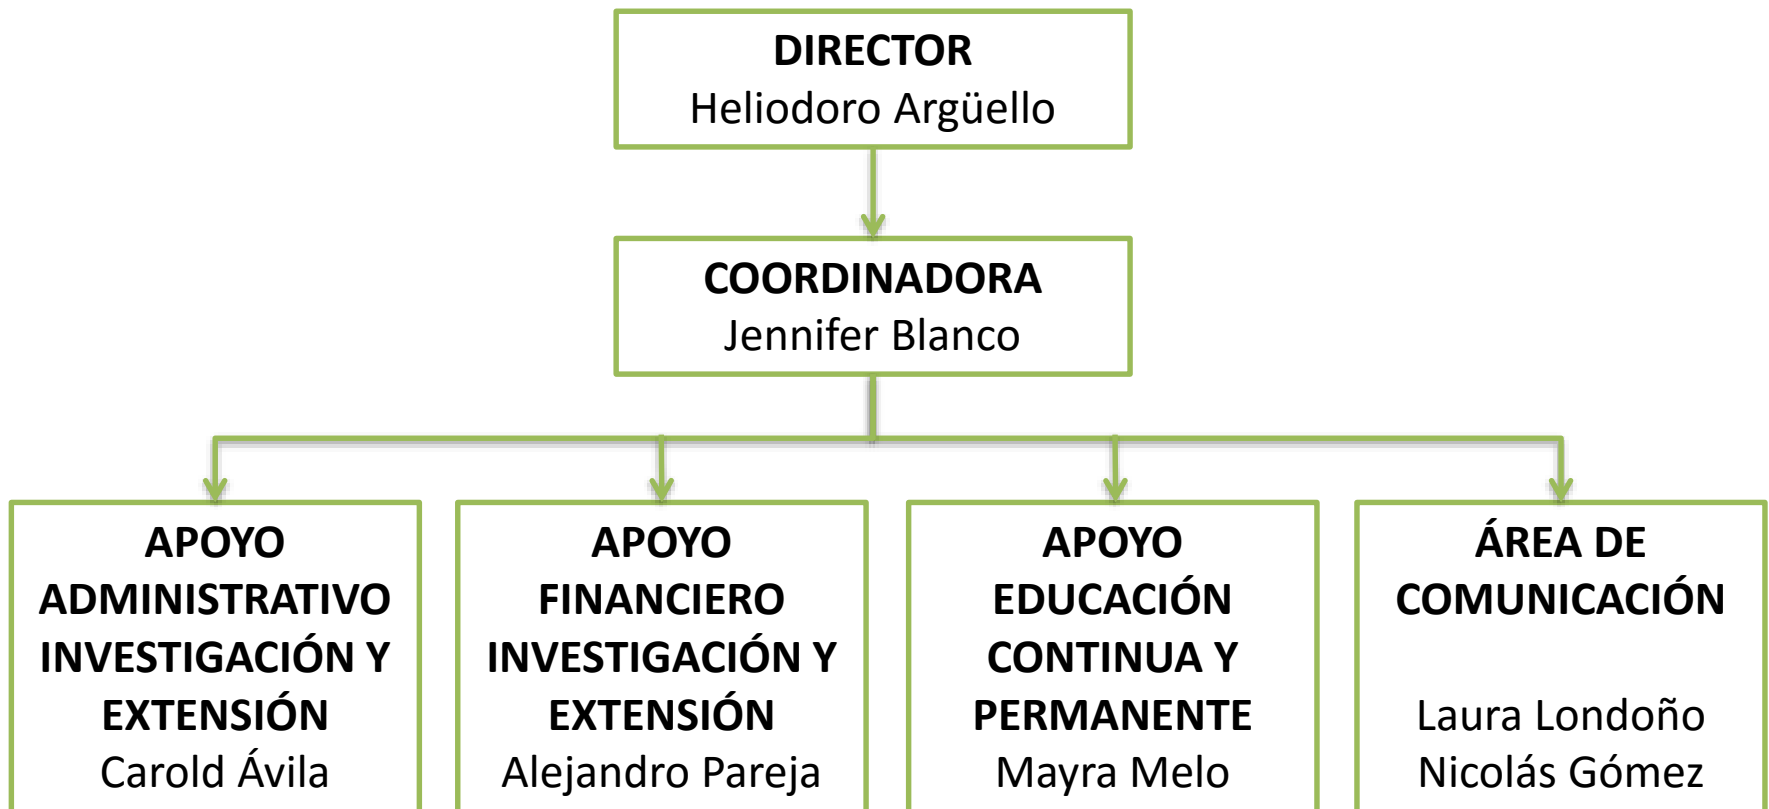 DIRECTOR
Heliodoro Argüello
COORDINADORA
Jennifer Blanco
APOYO
ADMINISTRATIVO
INVESTIGACIÓN Y
EXTENSIÓN
Carold Ávila
APOYO
FINANCIERO
INVESTIGACIÓN Y
EXTENSIÓN
Alejandro Pareja
APOYO
EDUCACIÓN
CONTINUA Y
PERMANENTE
Mayra Melo
ÁREA DE
COMUNICACIÓN
Laura Londoño
Nicolás Gómez